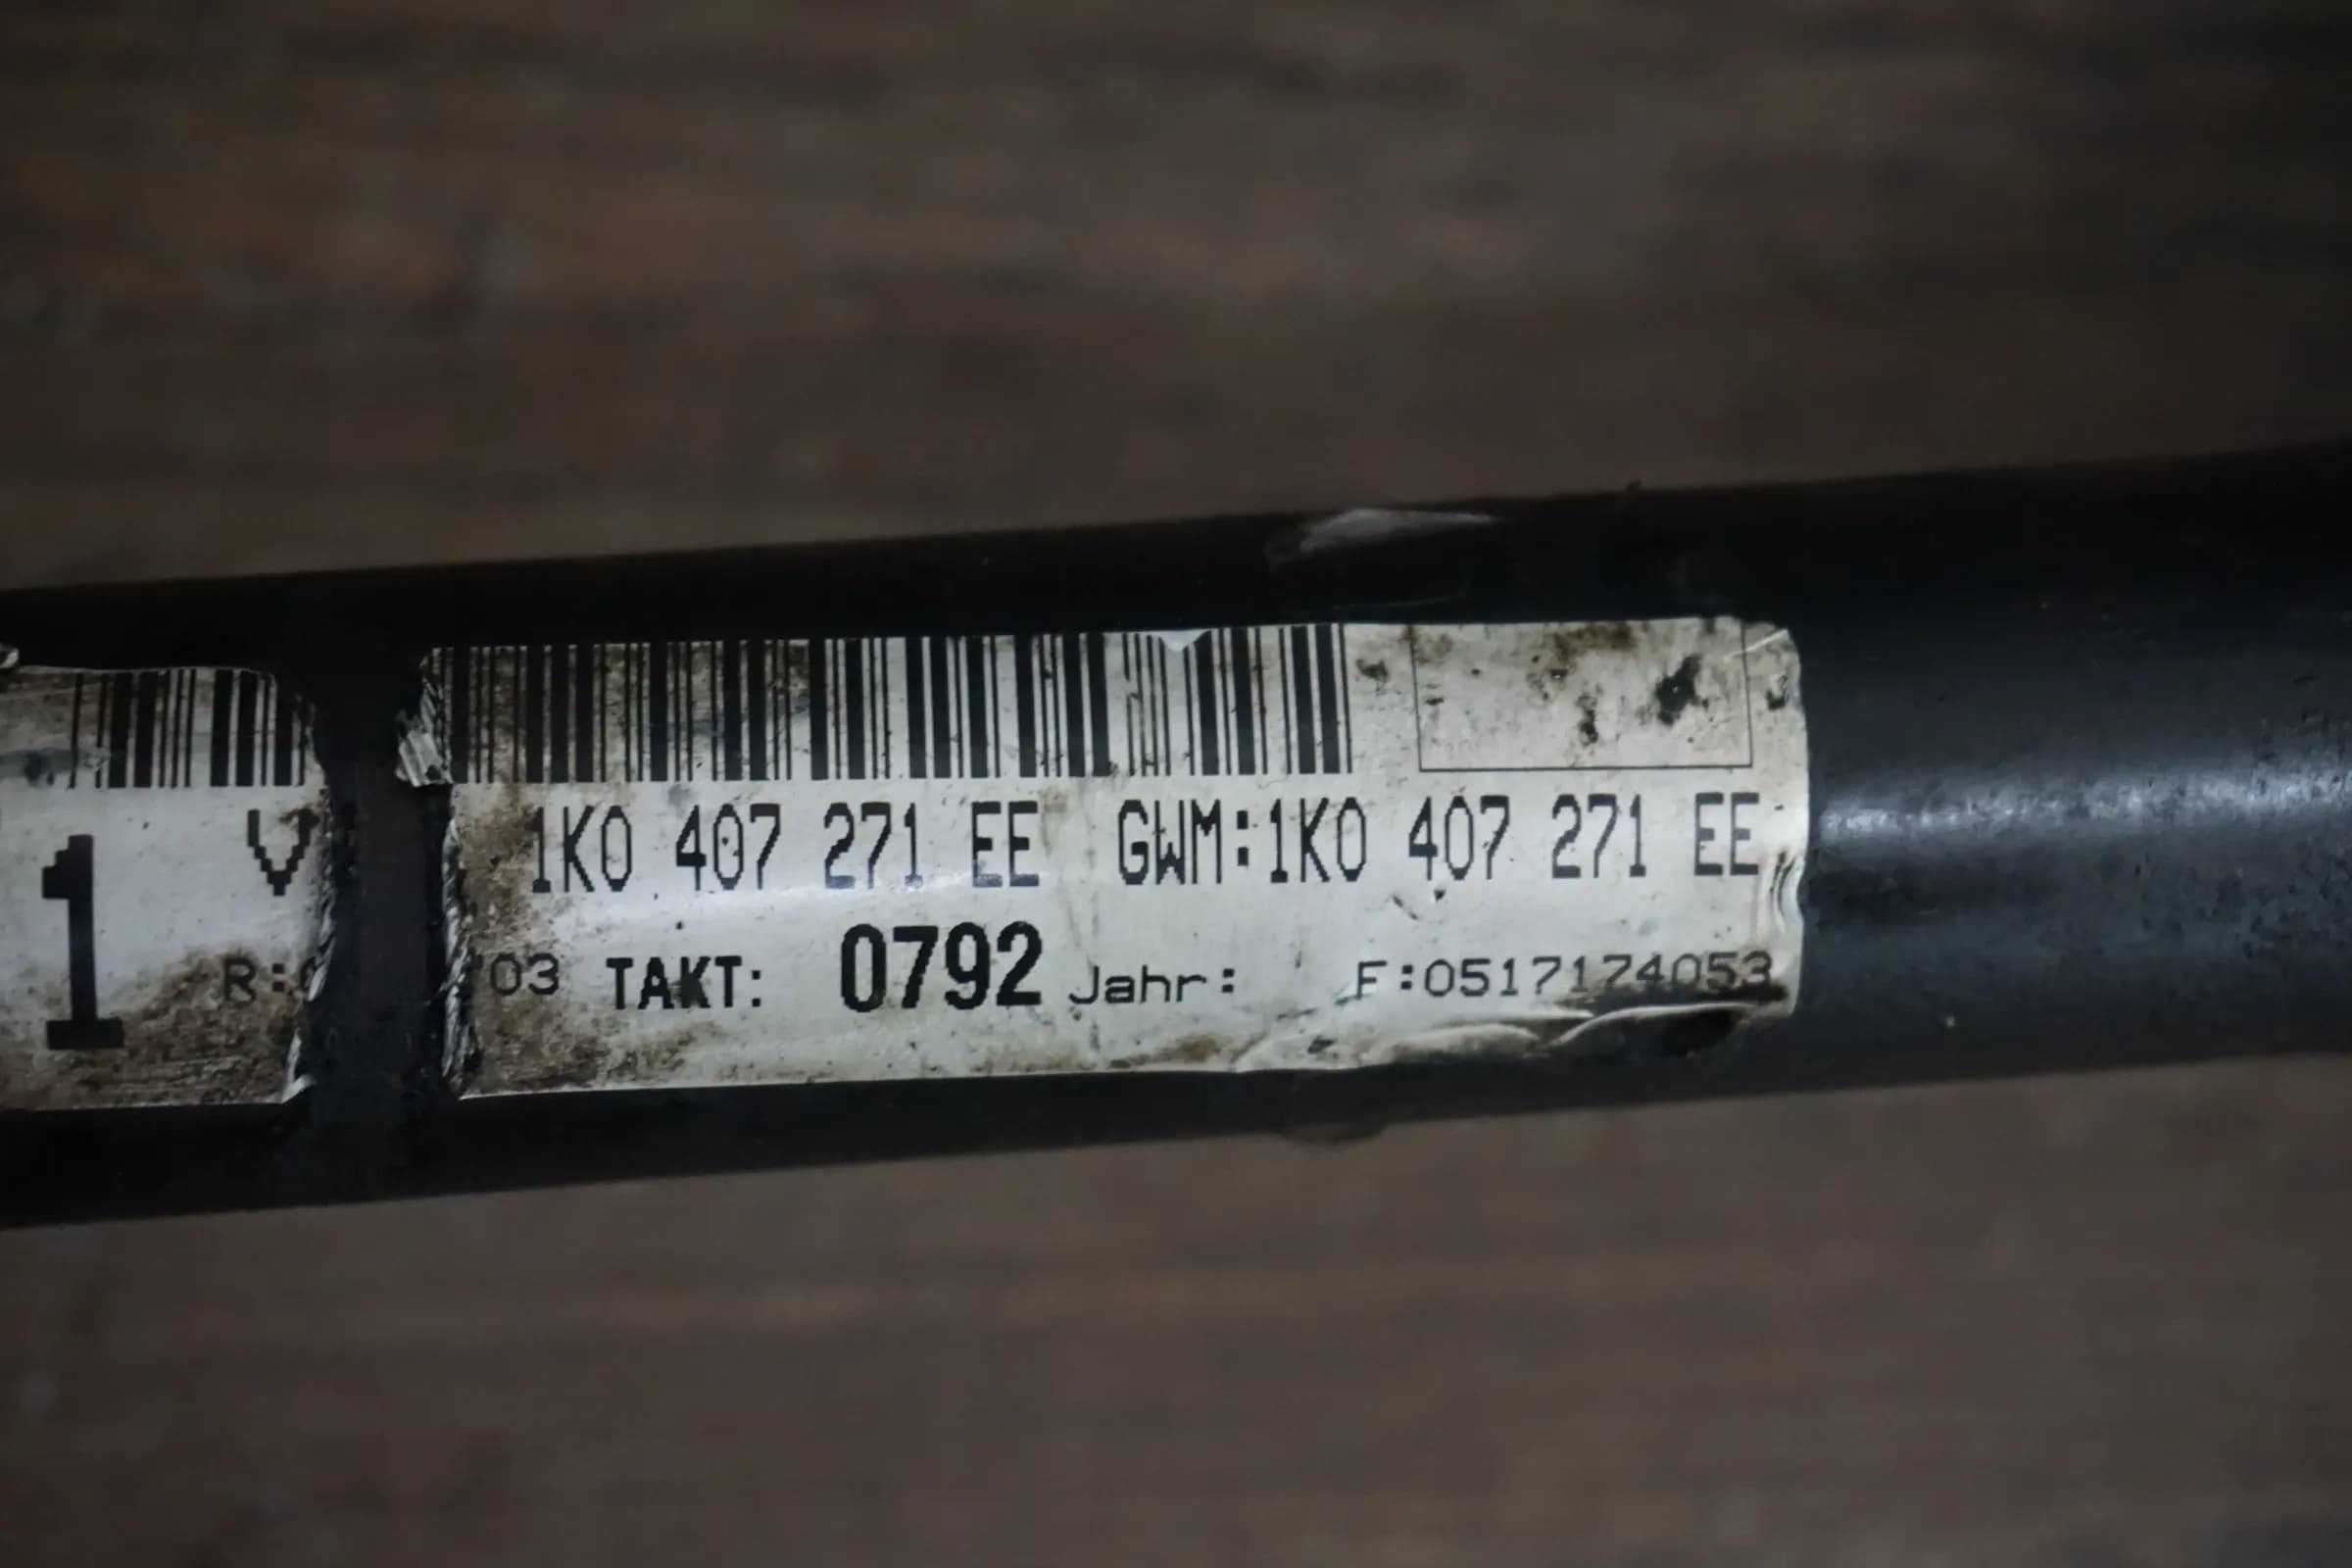 1 V 1K0 407 271 EE GWM:1K0 407 271 EE
R: 03 TAKT: 0792 Jahr: F:0517174053